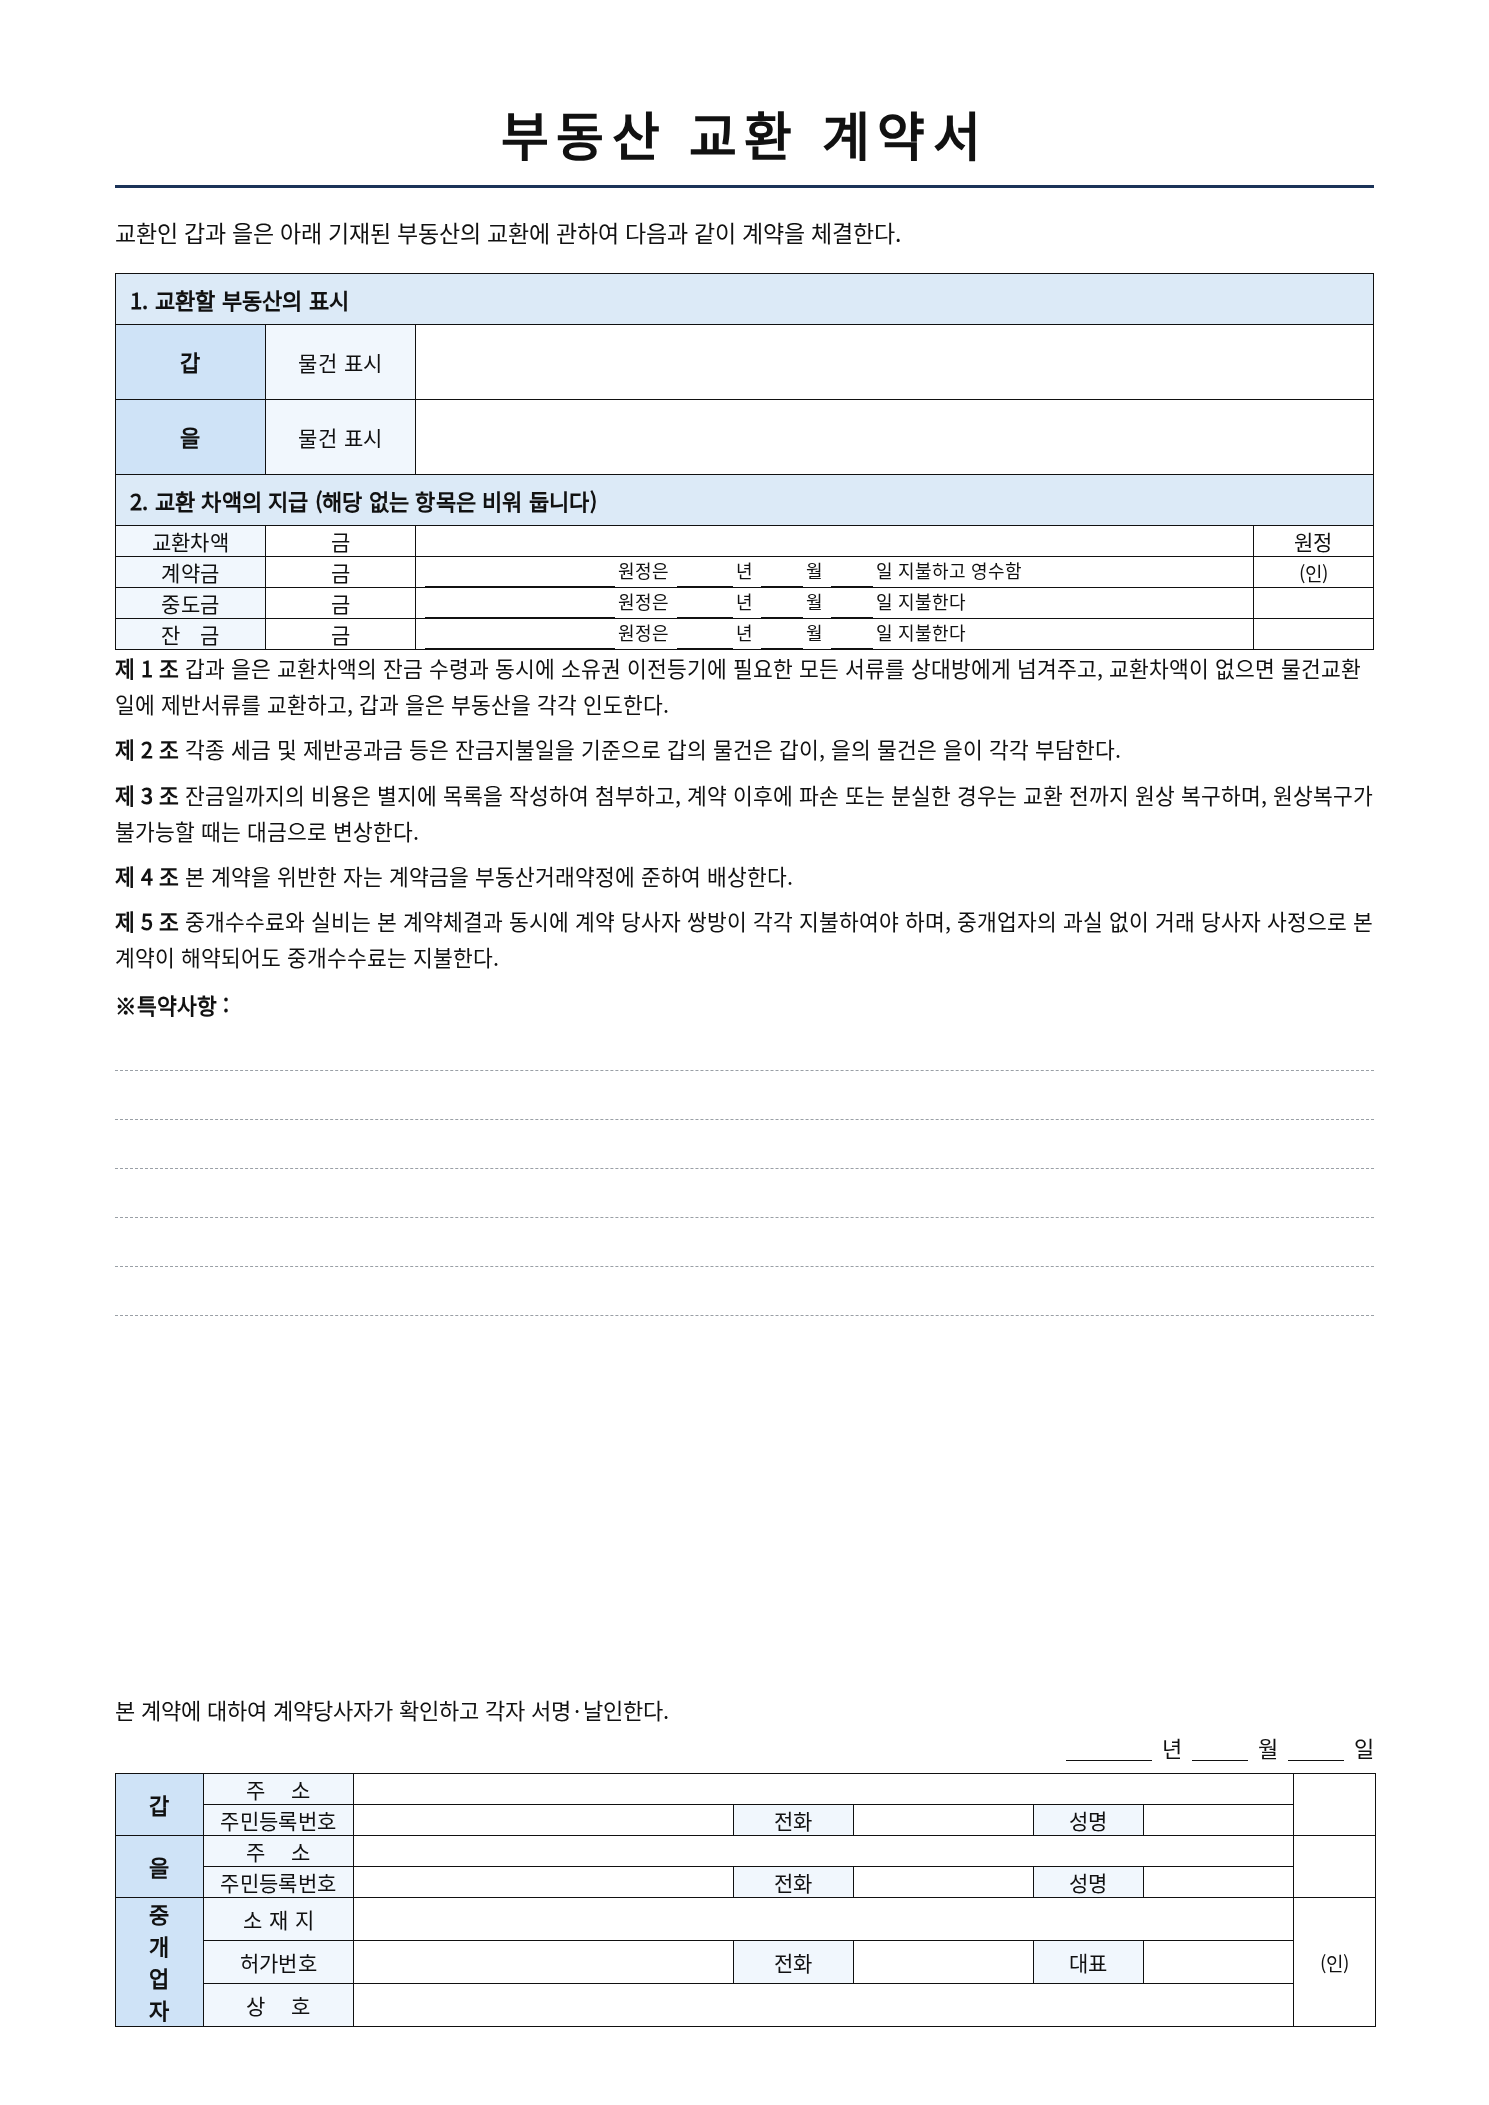 부동산 교환 계약서
교환인 갑과 을은 아래 기재된 부동산의 교환에 관하여 다음과 같이 계약을 체결한다.
1. 교환할 부동산의 표시
갑 물건 표시
을 물건 표시
2. 교환 차액의 지급 (해당 없는 항목은 비워 둡니다)
교환차액 금 원정
계약금 금 원정은 년 월 일 지불하고 영수함 (인)
중도금 금 원정은 년 월 일 지불한다
잔 금 금 원정은 년 월 일 지불한다
제 1 조 갑과 을은 교환차액의 잔금 수령과 동시에 소유권 이전등기에 필요한 모든 서류를 상대방에게 넘겨주고, 교환차액이 없으면 물건교환
일에 제반서류를 교환하고, 갑과 을은 부동산을 각각 인도한다.
제 2 조 각종 세금 및 제반공과금 등은 잔금지불일을 기준으로 갑의 물건은 갑이, 을의 물건은 을이 각각 부담한다.
제 3 조 잔금일까지의 비용은 별지에 목록을 작성하여 첨부하고, 계약 이후에 파손 또는 분실한 경우는 교환 전까지 원상 복구하며, 원상복구가
불가능할 때는 대금으로 변상한다.
제 4 조 본 계약을 위반한 자는 계약금을 부동산거래약정에 준하여 배상한다.
제 5 조 중개수수료와 실비는 본 계약체결과 동시에 계약 당사자 쌍방이 각각 지불하여야 하며, 중개업자의 과실 없이 거래 당사자 사정으로 본
계약이 해약되어도 중개수수료는 지불한다.
※특약사항 :
본 계약에 대하여 계약당사자가 확인하고 각자 서명·날인한다.
년 월 일
갑 주 소
주민등록번호 전화 성명
을 주 소
주민등록번호 전화 성명
중개업자 소 재 지
허가번호 전화 대표 (인)
상 호